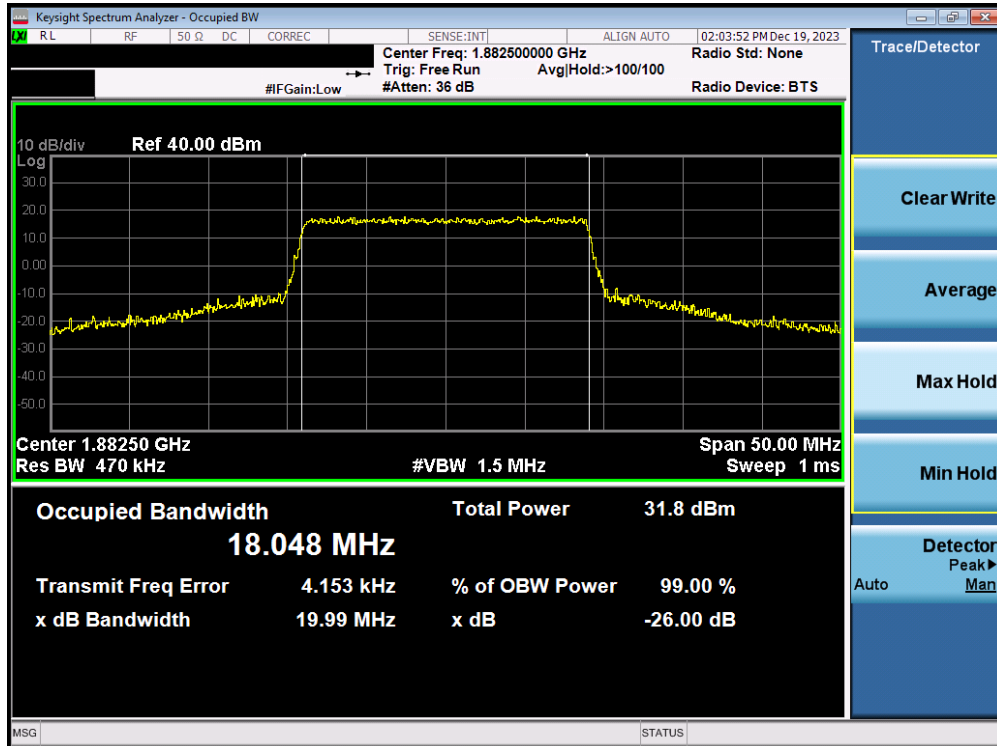 Keysight Spectrum Analyzer - Occupied BW
LXI RL RF 50 Ω DC CORREC SENSE:INT ALIGN AUTO 02:03:52 PM Dec 19, 2023
Center Freq: 1.882500000 GHz Radio Std: None
Trig: Free Run Avg|Hold:>100/100
#IFGain:Low #Atten: 36 dB Radio Device: BTS
10 dB/div Ref 40.00 dBm
Log
30.0
20.0
10.0
0.00
-10.0
-20.0
-30.0
-40.0
-50.0
Center 1.88250 GHz Span 50.00 MHz
Res BW 470 kHz #VBW 1.5 MHz Sweep 1 ms
Occupied Bandwidth Total Power 31.8 dBm
18.048 MHz
Transmit Freq Error 4.153 kHz % of OBW Power 99.00 %
x dB Bandwidth 19.99 MHz x dB -26.00 dB
MSG STATUS
Trace/Detector
Clear Write
Average
Max Hold
Min Hold
Detector
Peak▶
Auto Man